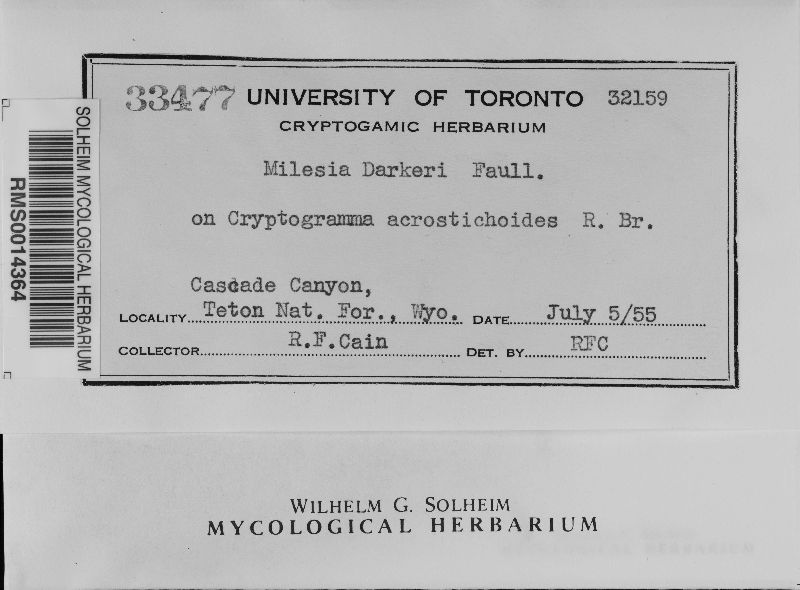 33477 UNIVERSITY OF TORONTO 32159
CRYPTOGAMIC HERBARIUM
Milesia Darkeri Faull.
on Cryptogramma acrostichoides R. Br.
Cascade Canyon,
LOCALITY Teton Nat. For., Wyo. DATE July 5/55
COLLECTOR R.F.Cain DET. BY RFC
SOLHEIM MYCOLOGICAL HERBARIUM
RMS0014364
WILHELM G. SOLHEIM
MYCOLOGICAL HERBARIUM